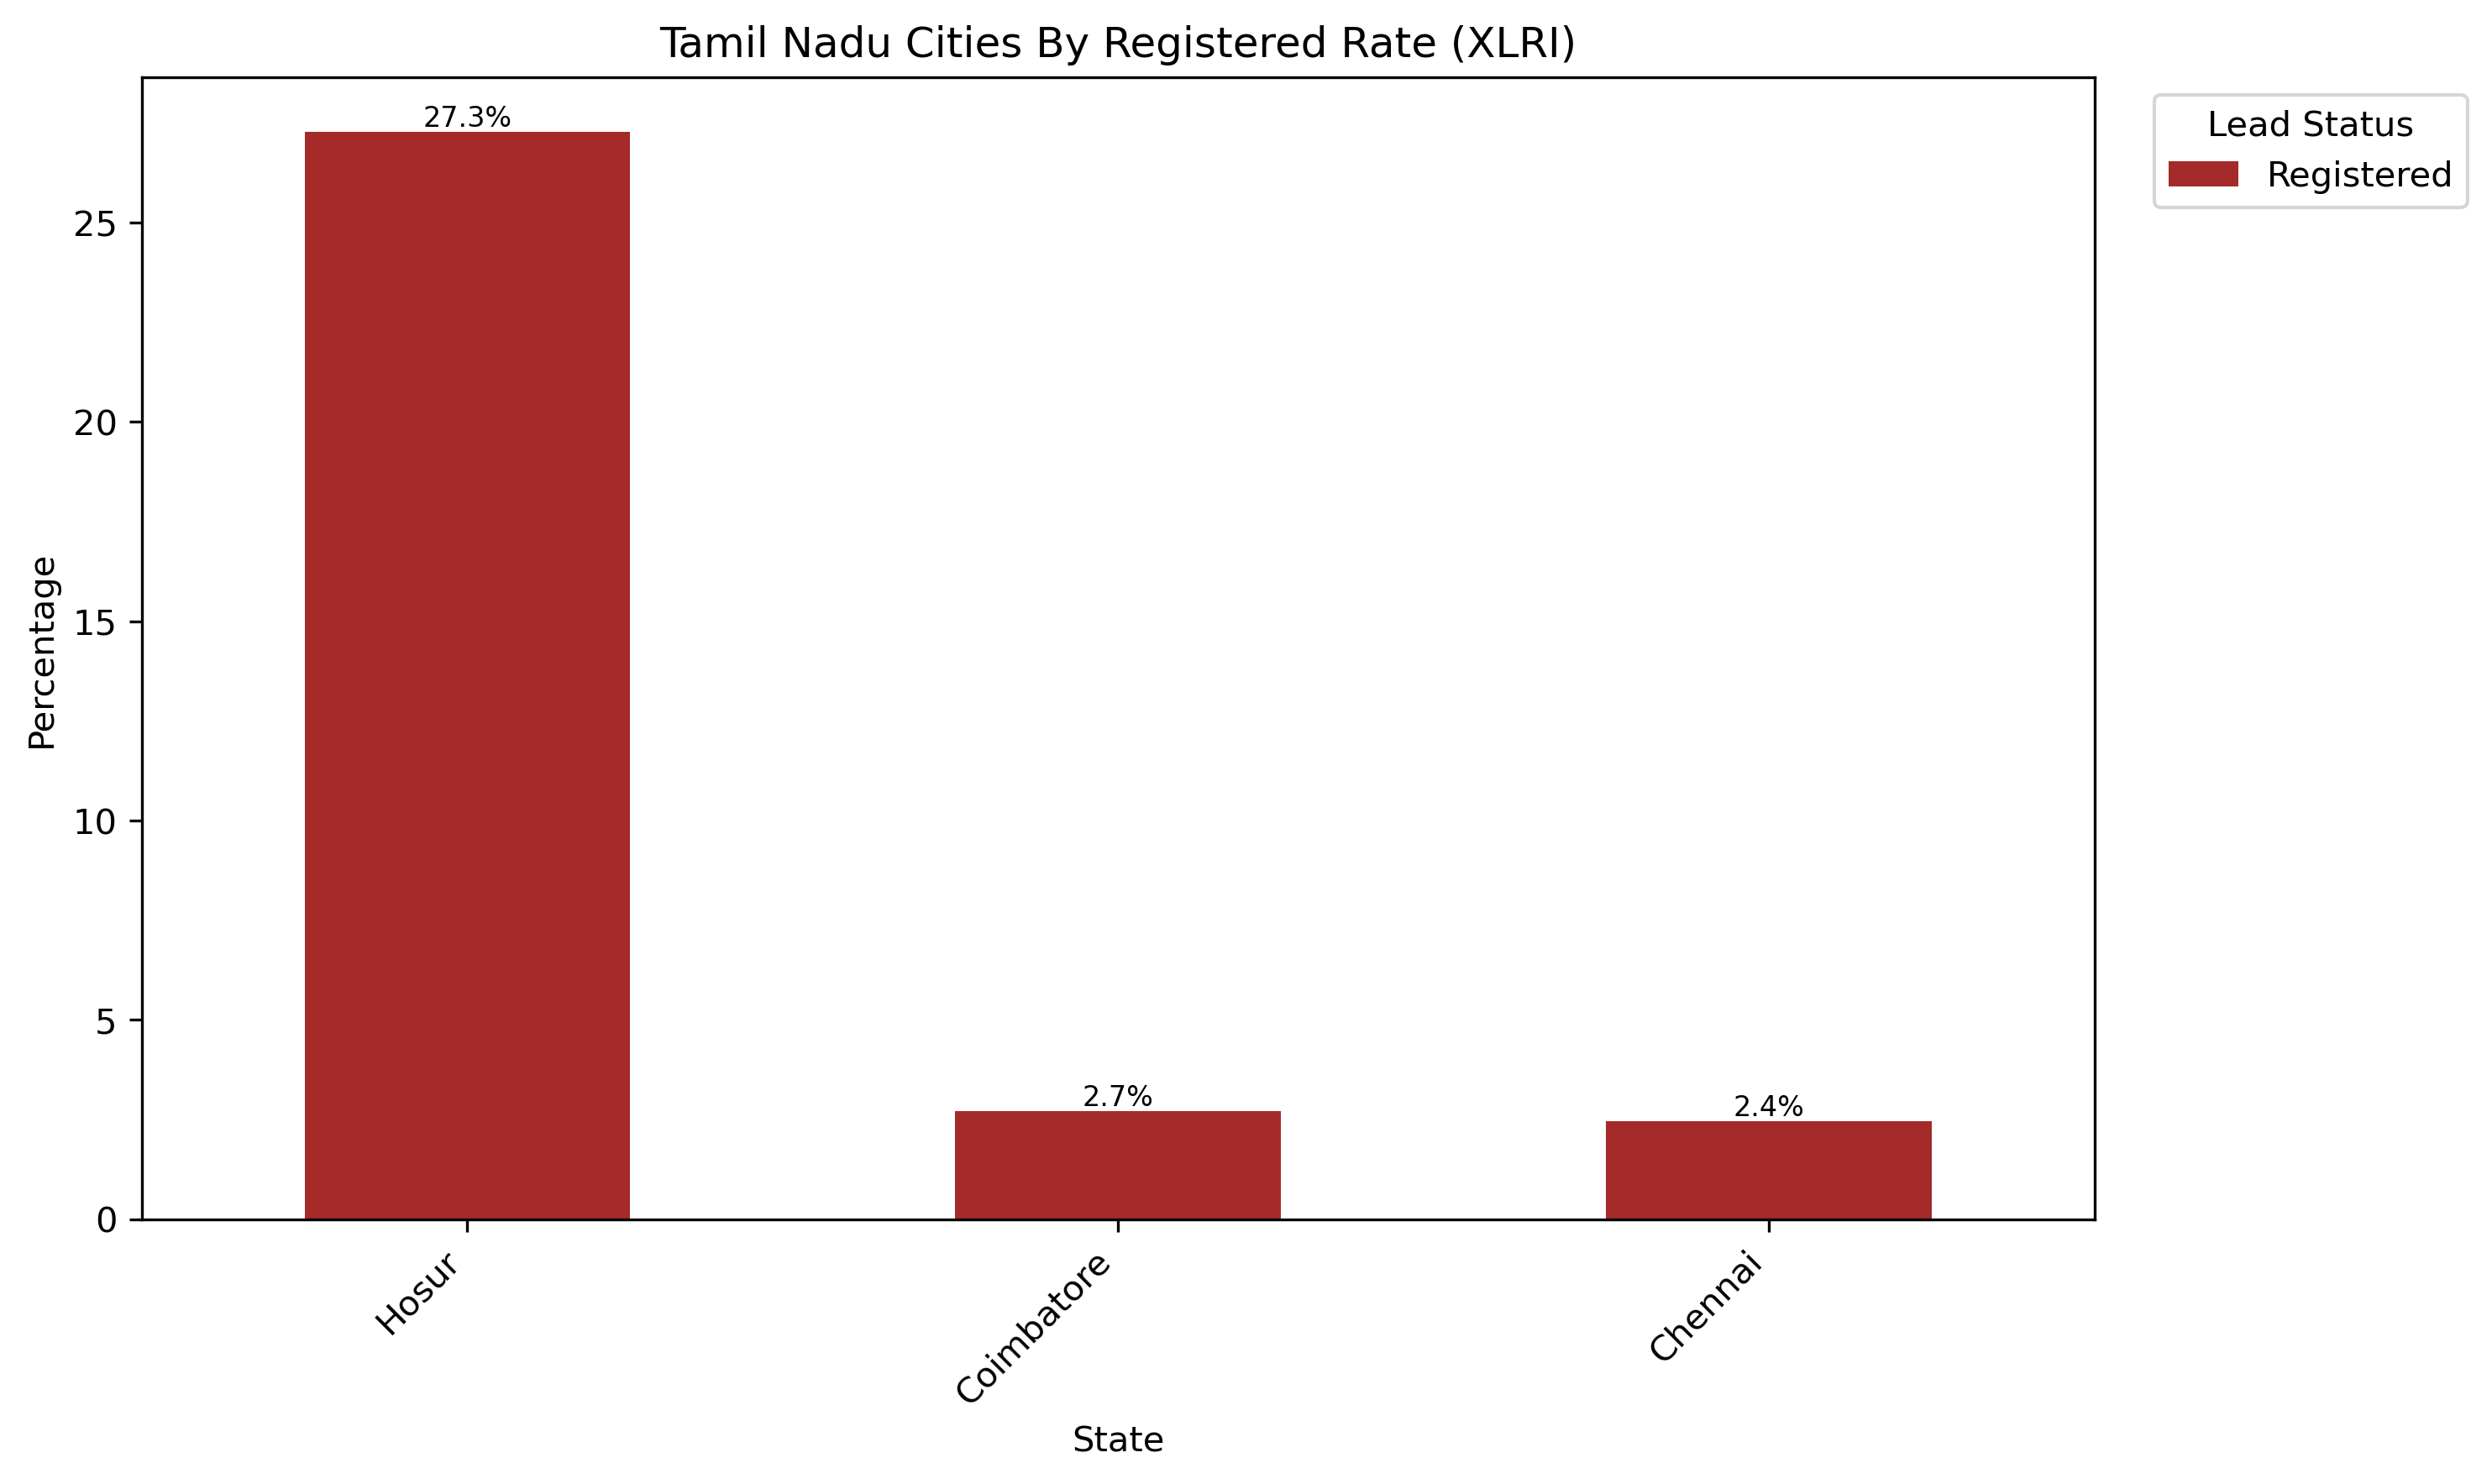 Tamil Nadu Cities By Registered Rate (XLRI)
Lead Status
Registered
27.3%
2.7%
2.4%
Percentage
25
20
15
10
5
0
Hosur
Coimbatore
Chennai
State